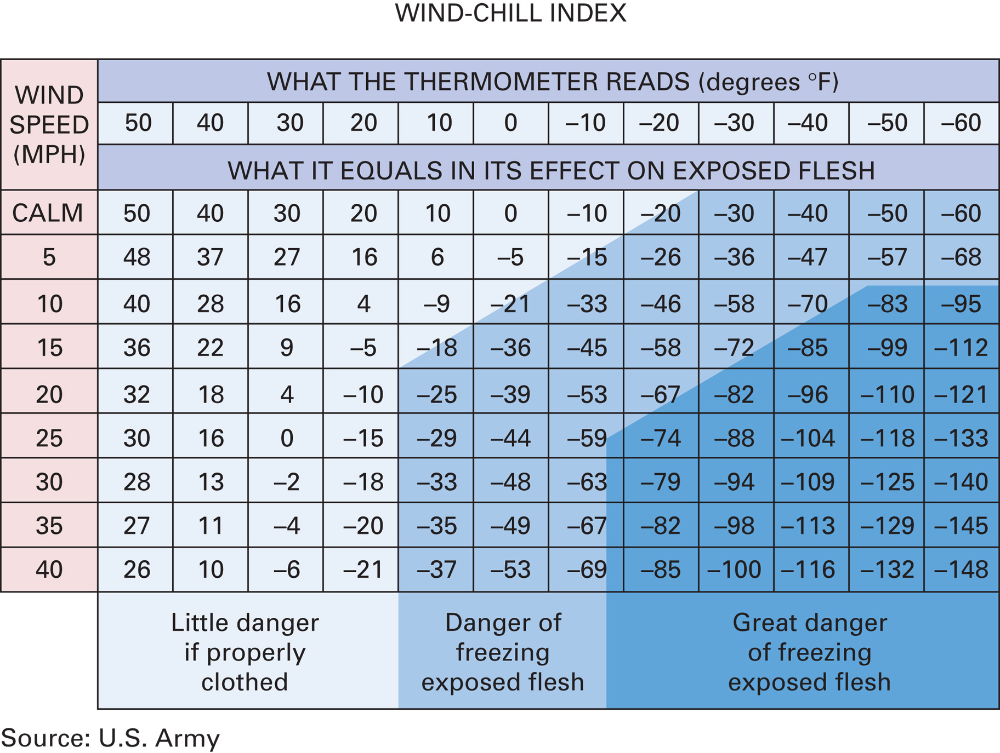 WIND-CHILL INDEX
WIND
SPEED
(MPH)
WHAT THE THERMOMETER READS (degrees °F)
50 40 30 20 10 0 –10 –20 –30 –40 –50 –60
WHAT IT EQUALS IN ITS EFFECT ON EXPOSED FLESH
CALM 50 40 30 20 10 0 –10 –20 –30 –40 –50 –60
5 48 37 27 16 6 –5 –15 –26 –36 –47 –57 –68
10 40 28 16 4 –9 –21 –33 –46 –58 –70 –83 –95
15 36 22 9 –5 –18 –36 –45 –58 –72 –85 –99 –112
20 32 18 4 –10 –25 –39 –53 –67 –82 –96 –110 –121
25 30 16 0 –15 –29 –44 –59 –74 –88 –104 –118 –133
30 28 13 –2 –18 –33 –48 –63 –79 –94 –109 –125 –140
35 27 11 –4 –20 –35 –49 –67 –82 –98 –113 –129 –145
40 26 10 –6 –21 –37 –53 –69 –85 –100 –116 –132 –148
Little danger
if properly
clothed
Danger of
freezing
exposed flesh
Great danger
of freezing
exposed flesh
Source: U.S. Army